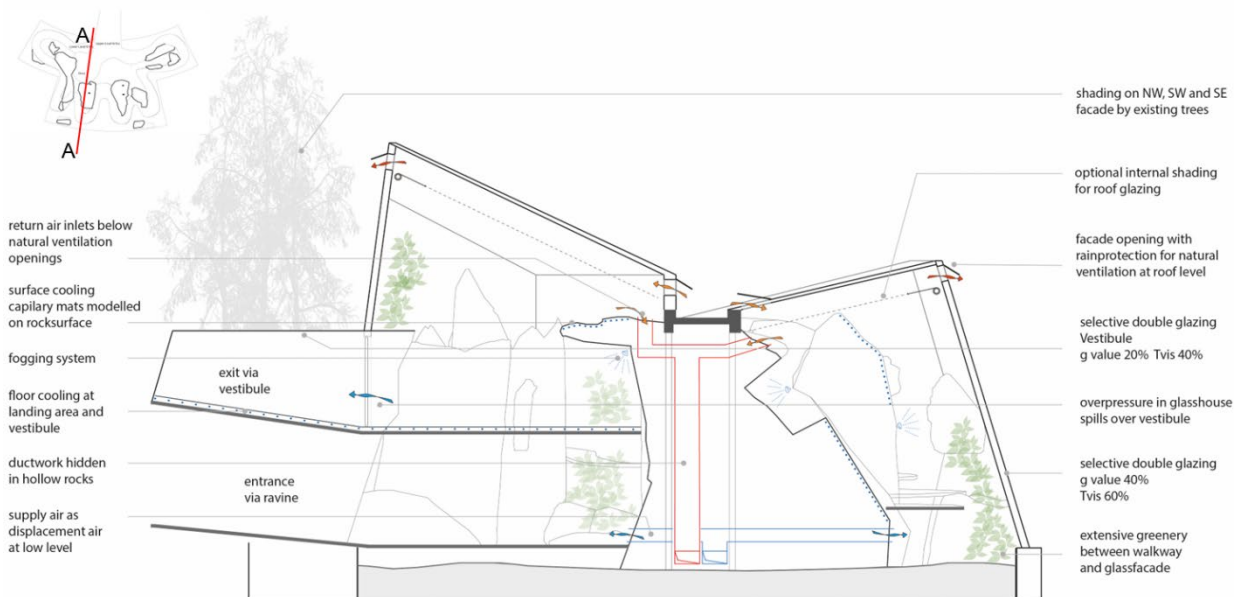 A
A
return air inlets below
natural ventilation
openings
surface cooling
capilary mats modelled
on rocksurface
fogging system
floor cooling at
landing area and
vestibule
ductwork hidden
in hollow rocks
supply air as
displacement air
at low level
exit via
vestibule
entrance
via ravine
shading on NW, SW and SE
facade by existing trees
optional internal shading
for roof glazing
facade opening with
rainprotection for natural
ventilation at roof level
selective double glazing
Vestibule
g value 20% Tvis 40%
overpressure in glasshouse
spills over vestibule
selective double glazing
g value 40%
Tvis 60%
extensive greenery
between walkway
and glassfacade